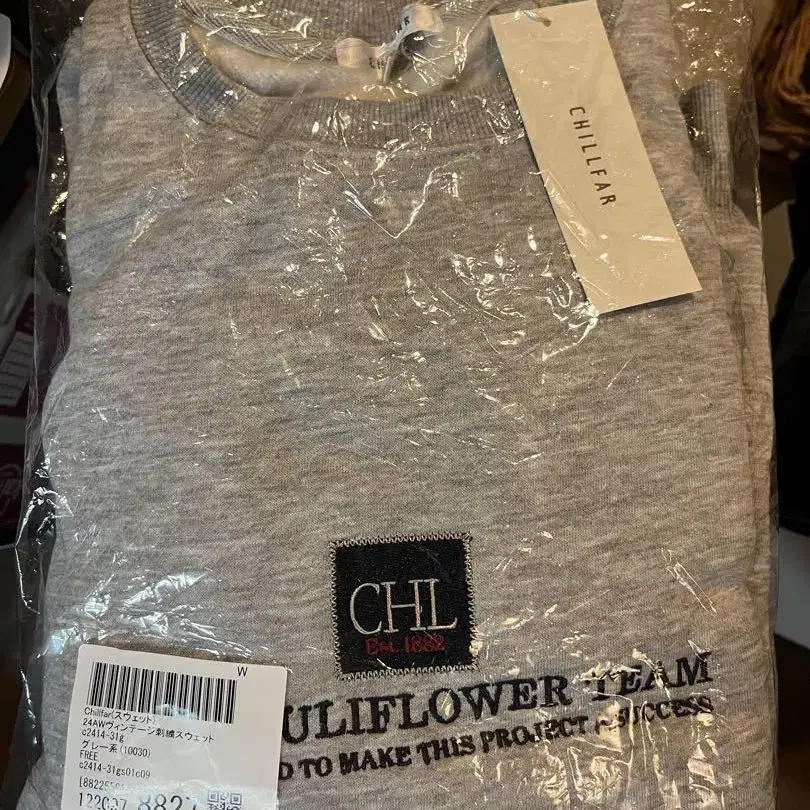 CHILLFAR
CHL
Est. 1882
ULIFLOWER TEAM
D TO MAKE THIS PROJECT A SUCCESS
W
Chillfar(スウェット)
24AWヴィンテージ刺繍スウェット
c2414-31g
グレー系(10030)
FREE
c2414-31gs01c09
8827